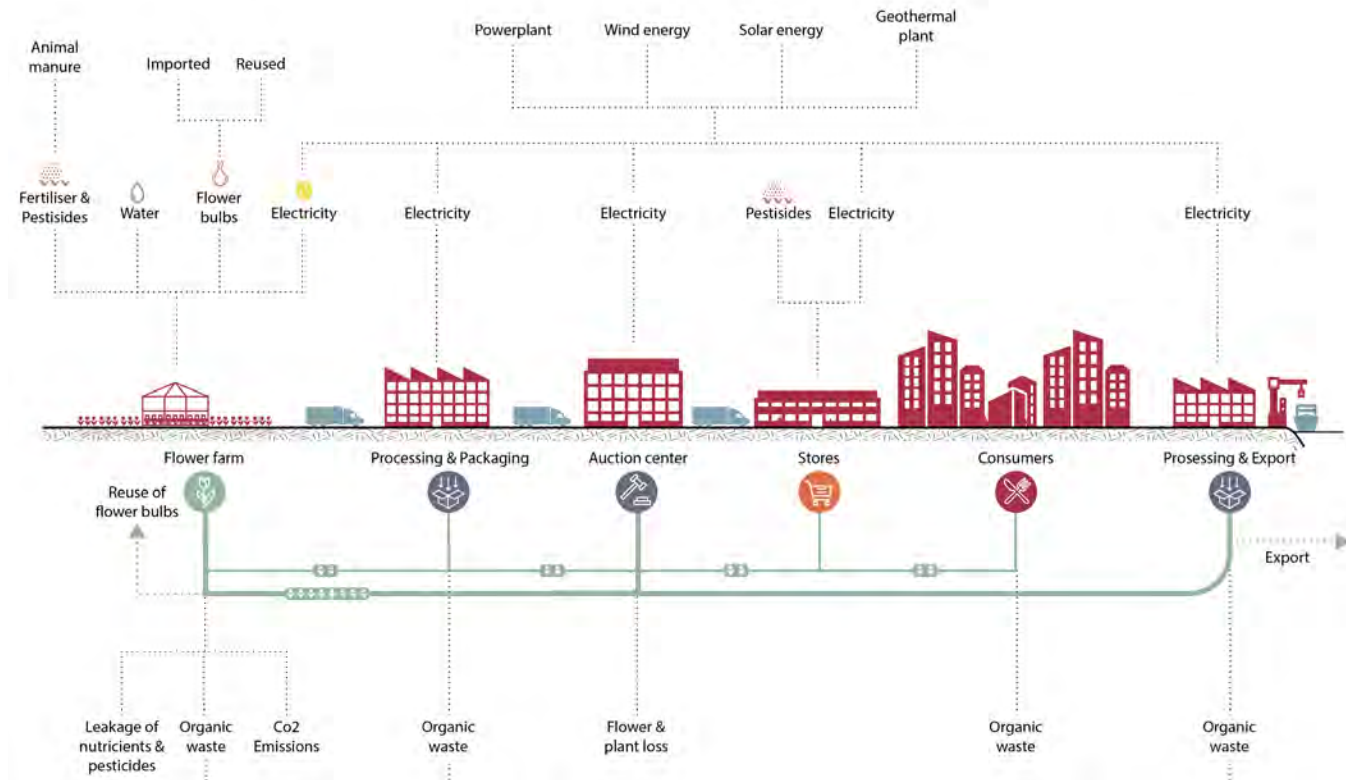 Powerplant
Wind energy
Solar energy
Geothermal
plant
Animal
manure
Imported
Reused
Fertiliser &
Pestisides
Water
Flower
bulbs
Electricity
Electricity
Electricity
Pestisides
Electricity
Electricity
Flower farm
Processing & Packaging
Auction center
Stores
Consumers
Prosessing & Export
Reuse of
flower bulbs
Export
Leakage of
nutricients &
pesticides
Organic
waste
Co2
Emissions
Organic
waste
Flower &
plant loss
Organic
waste
Organic
waste